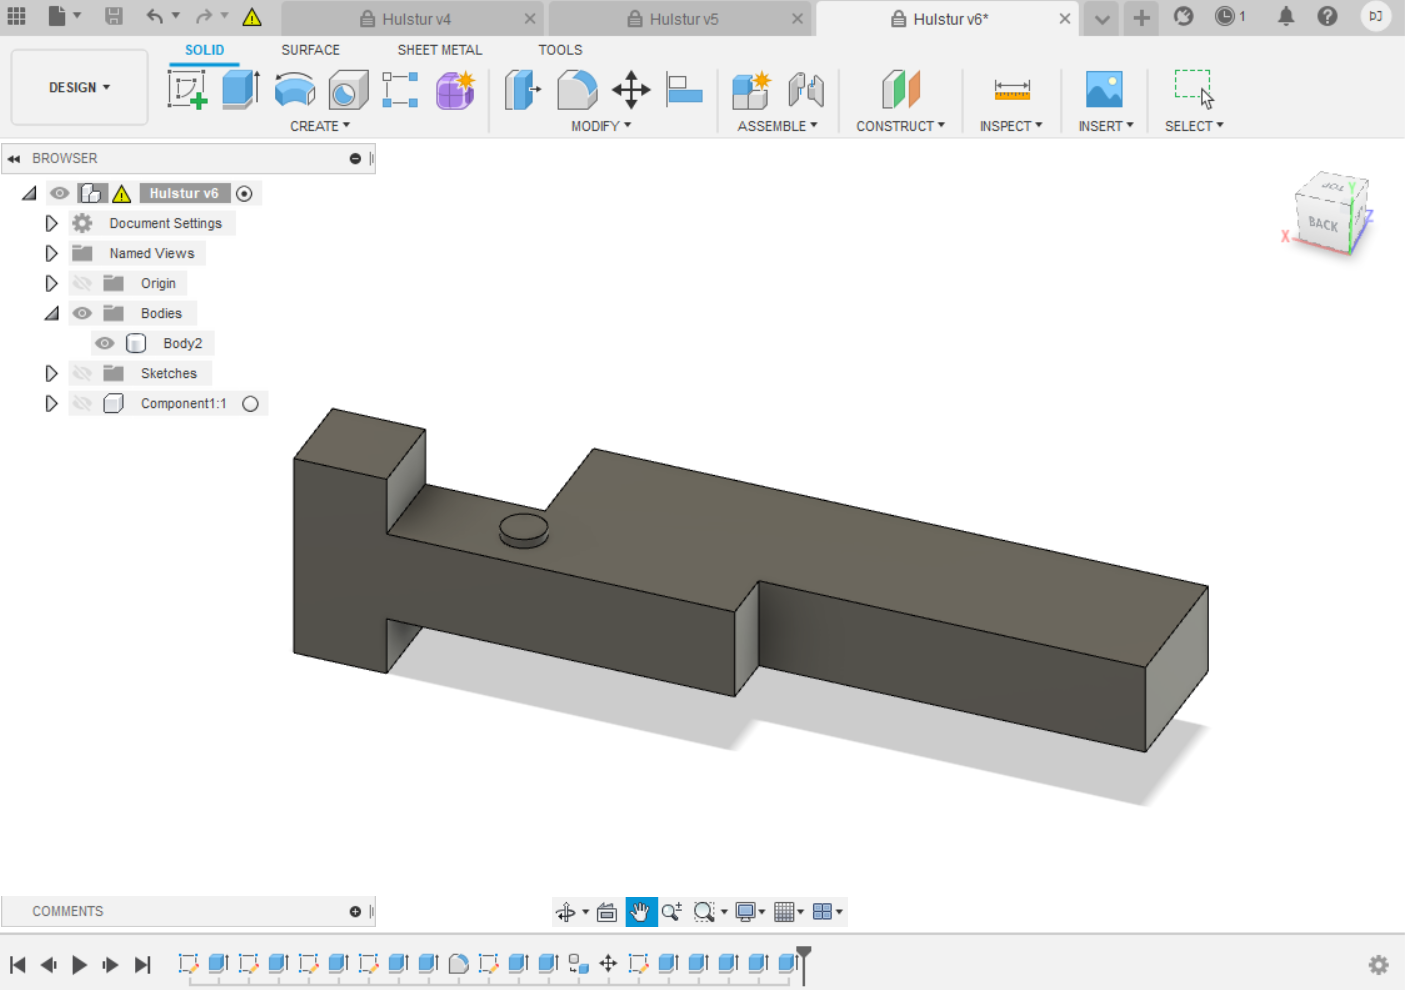 Hulstur v4
Hulstur v5
Hulstur v6*
1
DJ
SOLID
SURFACE
SHEET METAL
TOOLS
DESIGN
CREATE
MODIFY
ASSEMBLE
CONSTRUCT
INSPECT
INSERT
SELECT
BROWSER
Hulstur v6
Document Settings
Named Views
Origin
Bodies
Body2
Sketches
Component1:1
TOP
Y
Z
BACK
X
COMMENTS